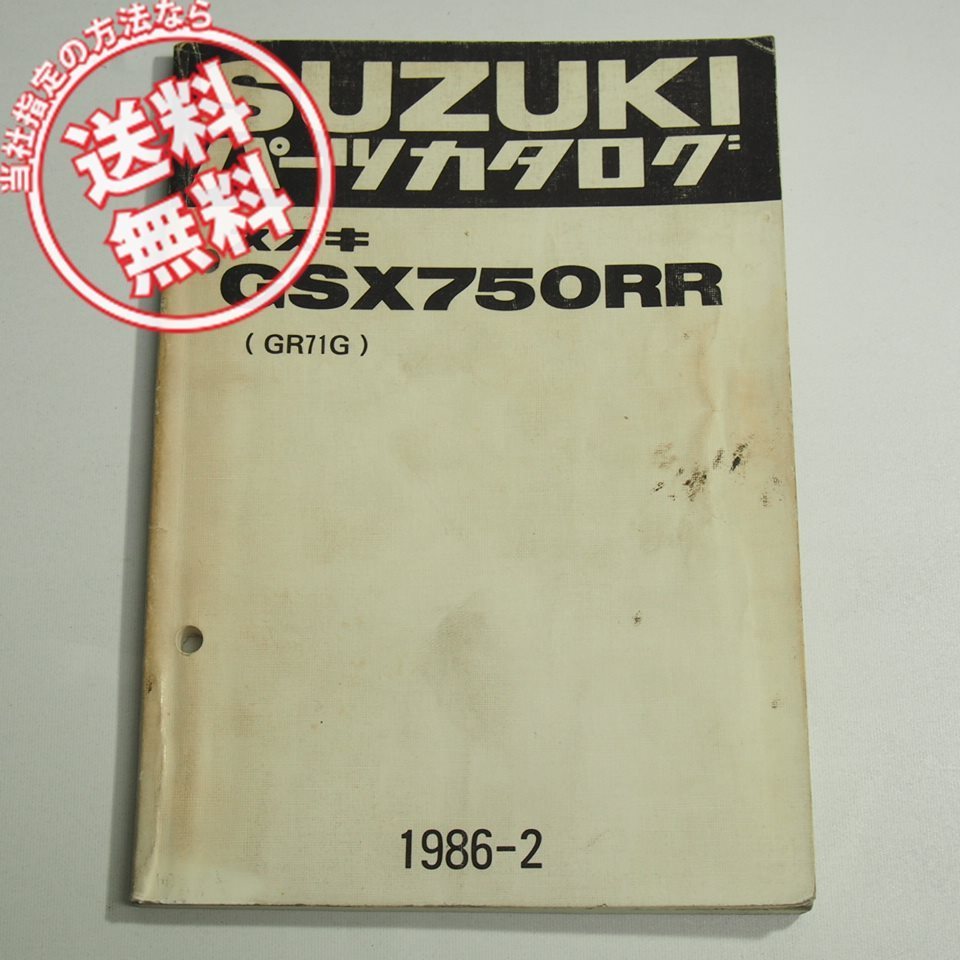 当社指定の方法なら
送料
無料
SUZUKI
パーツカタログ
スズキ
GSX750RR
( GR71G )
1986-2